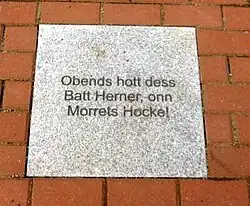 Obends hott dess
Batt Herner, onn
Morrets Hockel